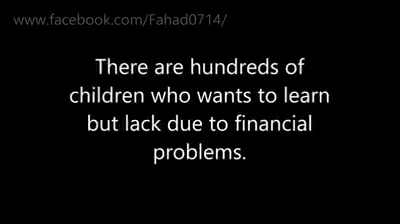 www.facebook.com/Fahad0714/
There are hundreds of
children who wants to learn
but lack due to financial
problems.